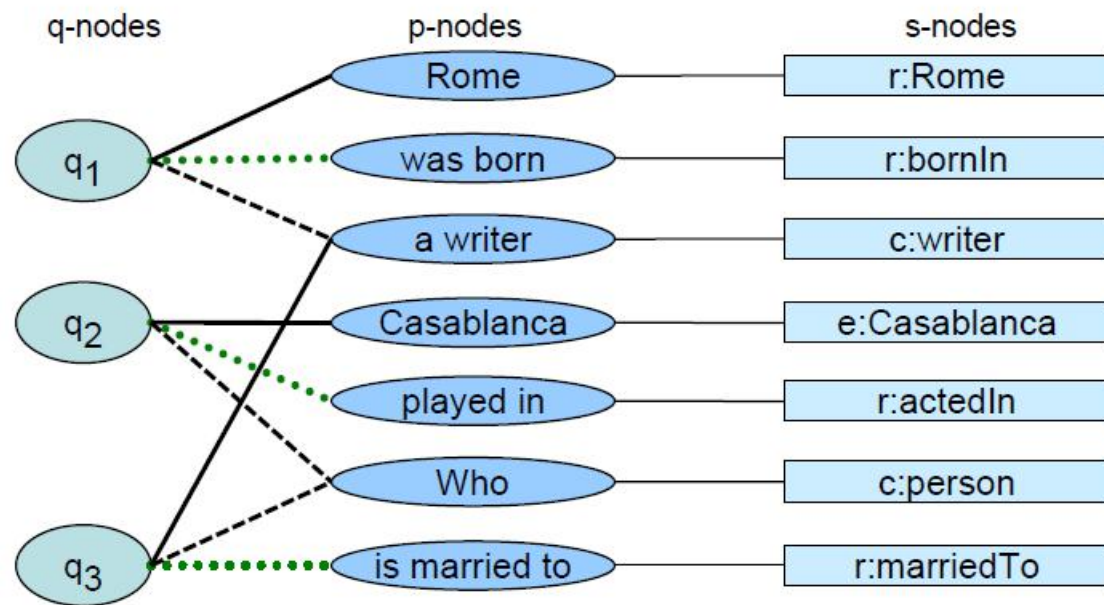 q-nodes p-nodes s-nodes
Rome r:Rome
q1 was born r:bornIn
a writer c:writer
q2 Casablanca e:Casablanca
played in r:actedIn
Who c:person
q3 is married to r:marriedTo